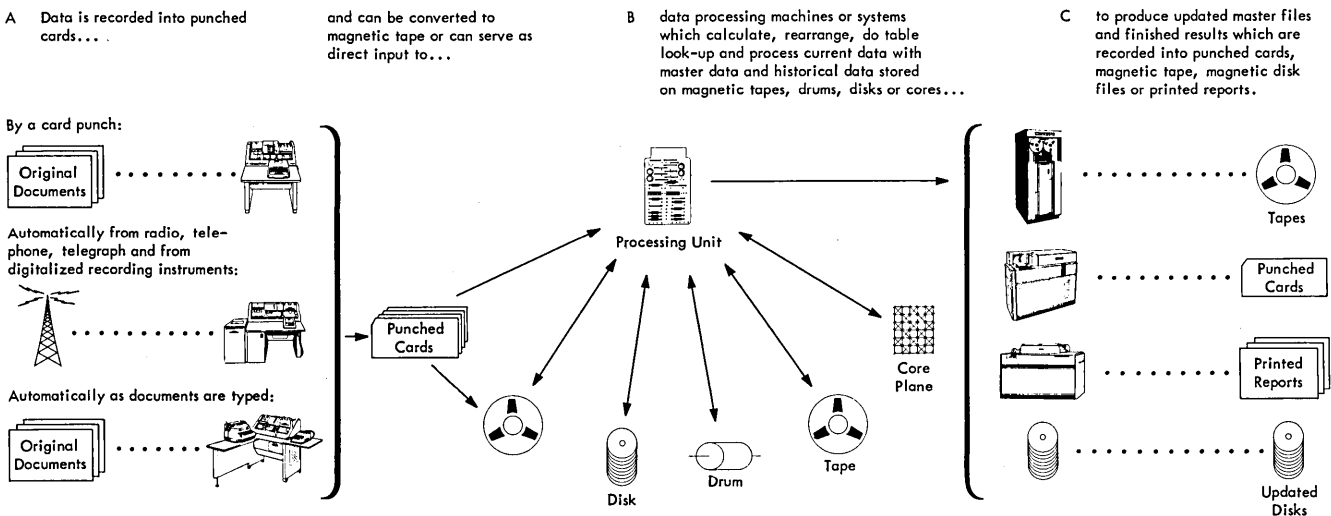 A Data is recorded into punched
cards... .
and can be converted to
magnetic tape or can serve as
direct input to...
B data processing machines or systems
which calculate, rearrange, do table
look-up and process current data with
master data and historical data stored
on magnetic tapes, drums, disks or cores...
C to produce updated master files
and finished results which are
recorded into punched cards,
magnetic tape, magnetic disk
files or printed reports.
By a card punch:
Original
Documents
Automatically from radio, tele-
phone, telegraph and from
digitalized recording instruments:
Automatically as documents are typed:
Original
Documents
Punched
Cards
Processing Unit
Disk
Drum
Tape
Core
Plane
Tapes
Punched
Cards
Printed
Reports
Updated
Disks